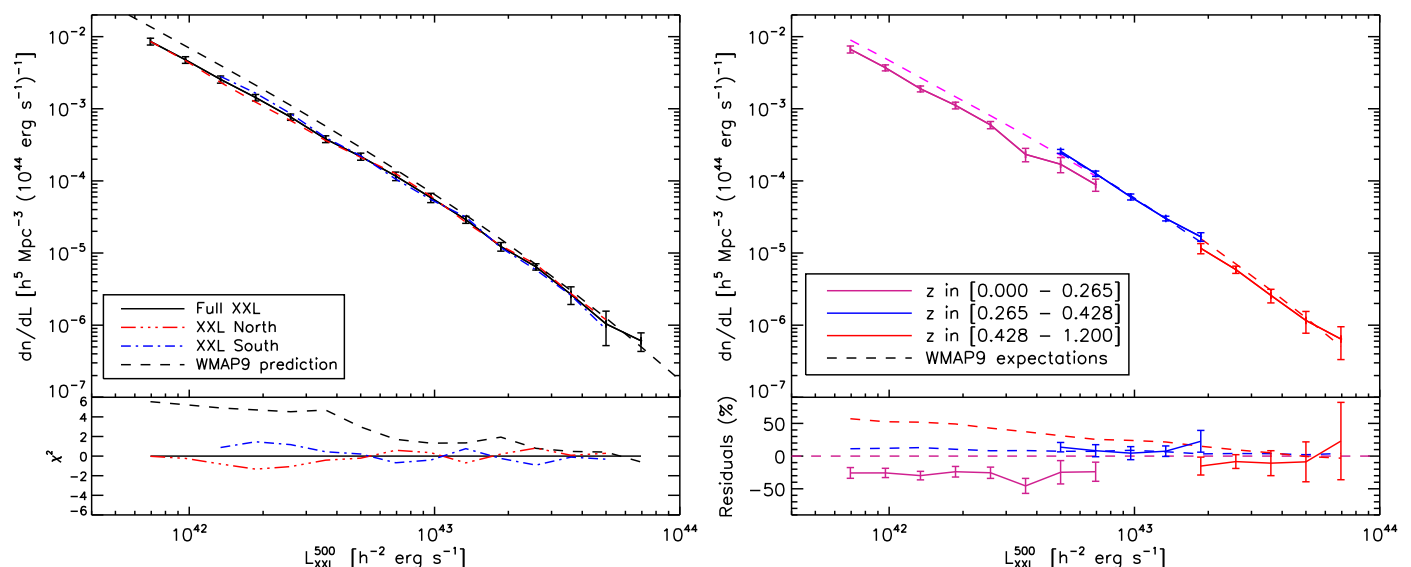 10⁻²
10⁻³
10⁻⁴
10⁻⁵
10⁻⁶
10⁻⁷
dn/dL [h⁵ Mpc⁻³ (10⁴⁴ erg s⁻¹)⁻¹]
Full XXL
XXL North
XXL South
WMAP9 prediction
6
4
2
0
-2
-4
-6
χ²
10⁴²
10⁴³
10⁴⁴
L⁵⁰⁰XXL [h⁻² erg s⁻¹]
10⁻²
10⁻³
10⁻⁴
10⁻⁵
10⁻⁶
10⁻⁷
dn/dL [h⁵ Mpc⁻³ (10⁴⁴ erg s⁻¹)⁻¹]
z in [0.000 – 0.265]
z in [0.265 – 0.428]
z in [0.428 – 1.200]
WMAP9 expectations
50
0
-50
Residuals (%)
10⁴²
10⁴³
10⁴⁴
L⁵⁰⁰XXL [h⁻² erg s⁻¹]